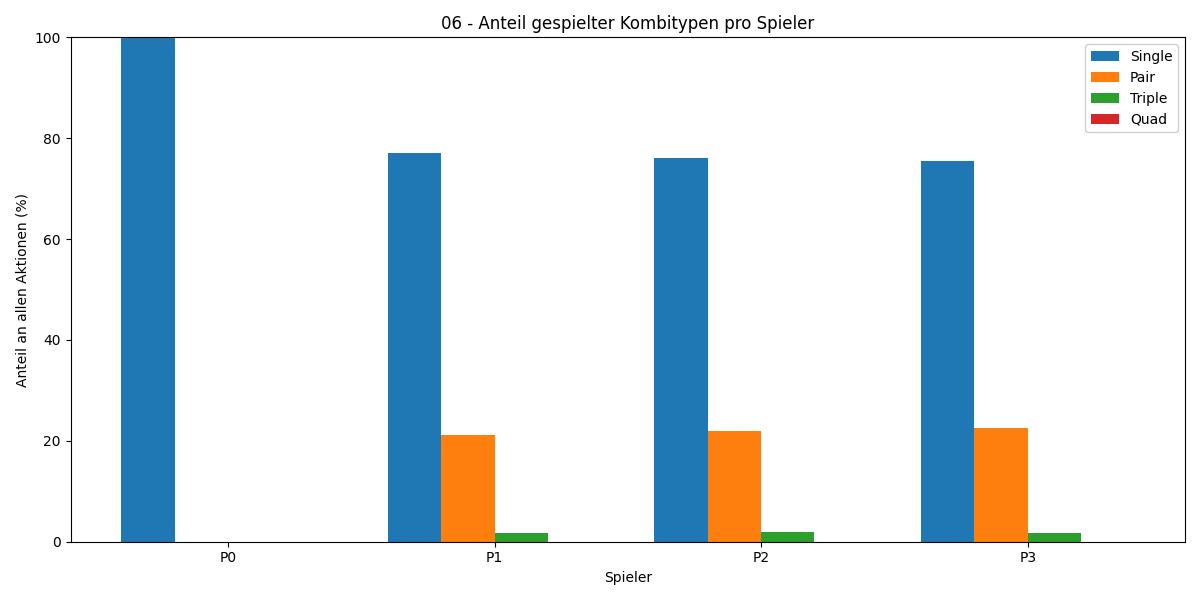 06 - Anteil gespielter Kombitypen pro Spieler
Anteil an allen Aktionen (%)
100
80
60
40
20
0
Single
Pair
Triple
Quad
P0
P1
P2
P3
Spieler